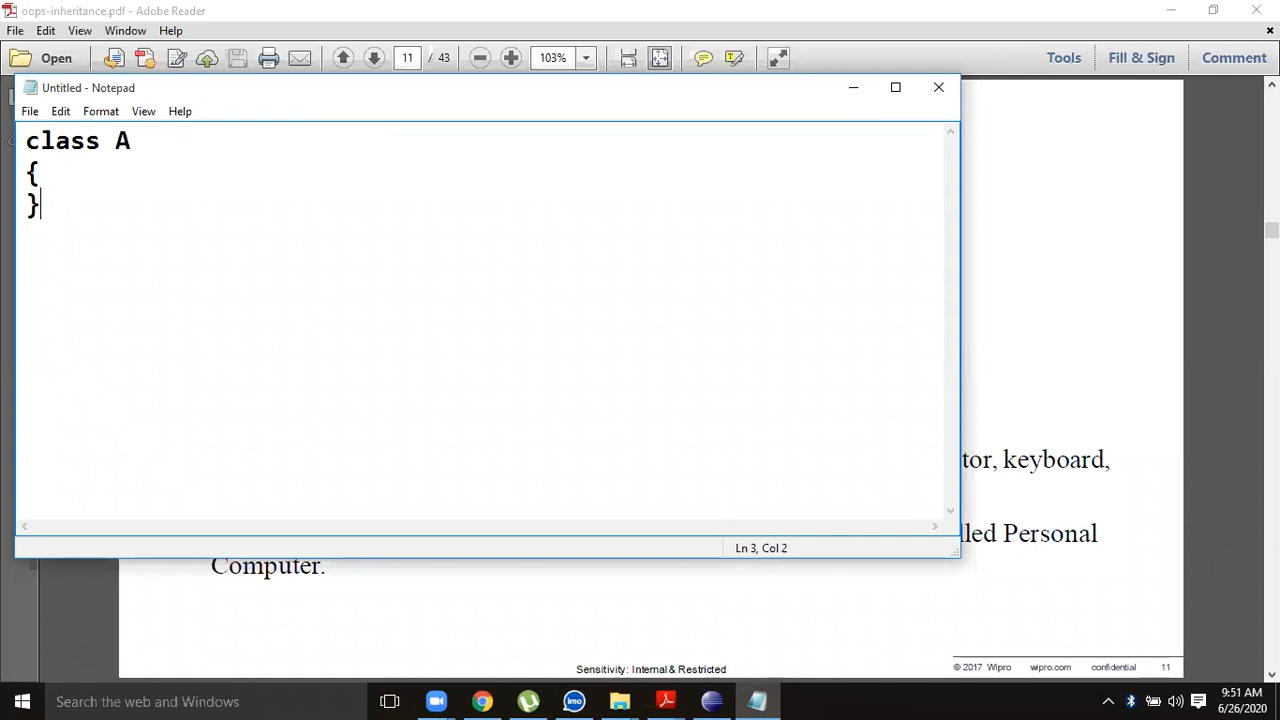 oops-inheritance.pdf - Adobe Reader
File Edit View Window Help
Open 11 / 43 103% Tools Fill & Sign Comment
Untitled - Notepad
File Edit Format View Help
class A
{
}
tor, keyboard,
lled Personal
Ln 3, Col 2
Computer.
Sensitivity: Internal & Restricted © 2017 Wipro wipro.com confidential 11
Search the web and Windows imo 9:51 AM
6/26/2020